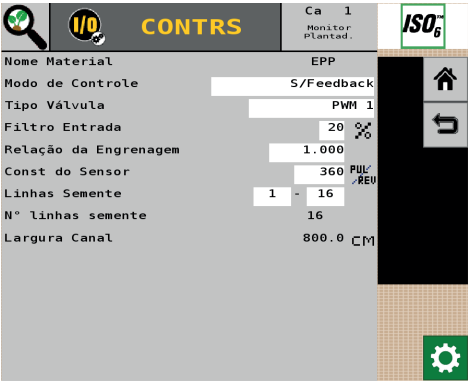 I/O
CONTRS
Ca 1
Monitor
Plantad.
ISO™
6
Nome Material EPP
Modo de Controle S/Feedback
Tipo Válvula PWM 1
Filtro Entrada 20 %
Relação da Engrenagem 1.000
Const do Sensor 360 PUL/
/REV
Linhas Semente 1 - 16
N° linhas semente 16
Largura Canal 800.0 CM